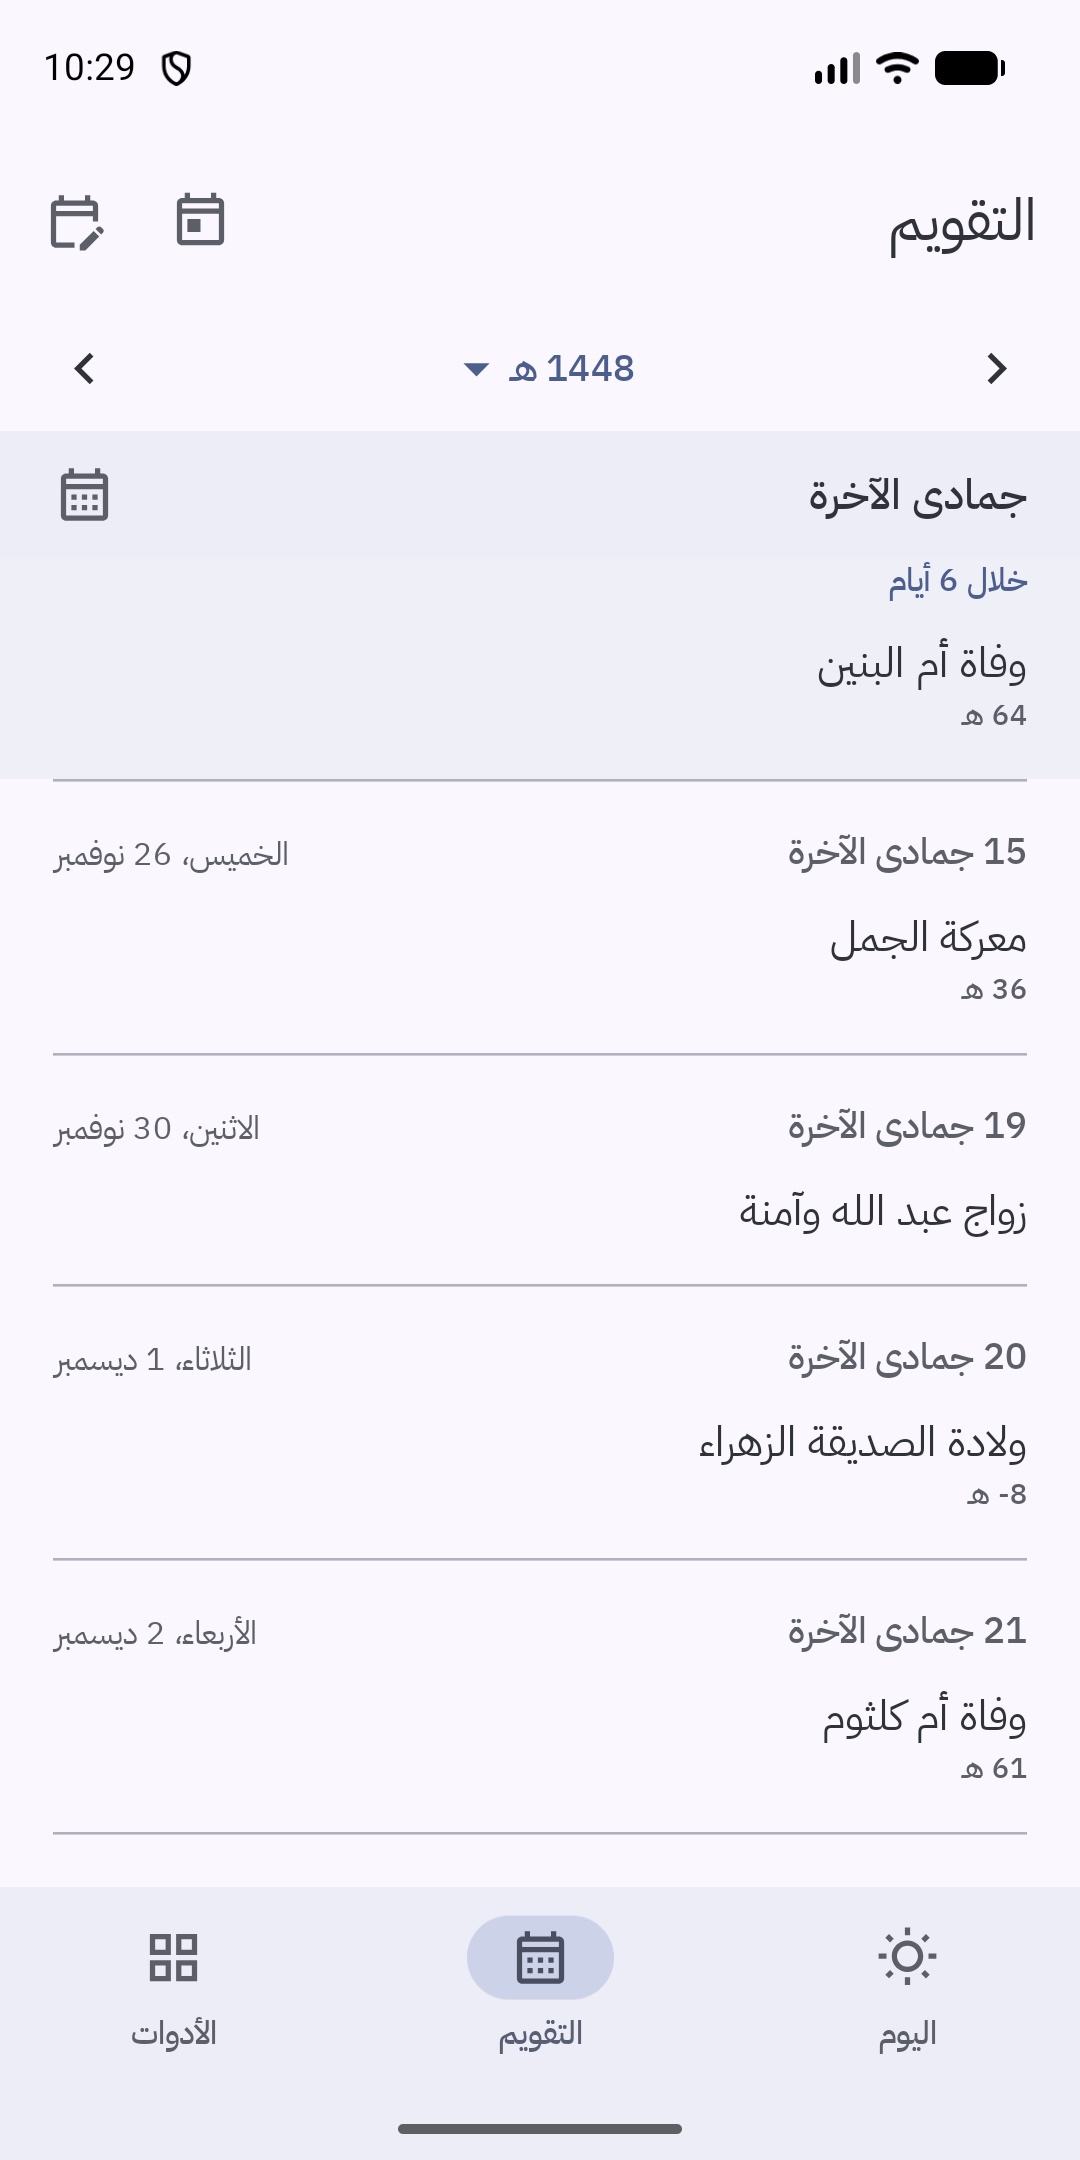 10:29
التقويم
1448 هـ
جمادى الآخرة
خلال 6 أيام
وفاة أم البنين
64 هـ
15 جمادى الآخرة
الخميس، 26 نوفمبر
معركة الجمل
36 هـ
19 جمادى الآخرة
الاثنين، 30 نوفمبر
زواج عبد الله وآمنة
20 جمادى الآخرة
الثلاثاء، 1 ديسمبر
ولادة الصديقة الزهراء
-8 هـ
21 جمادى الآخرة
الأربعاء، 2 ديسمبر
وفاة أم كلثوم
61 هـ
اليوم
التقويم
الأدوات